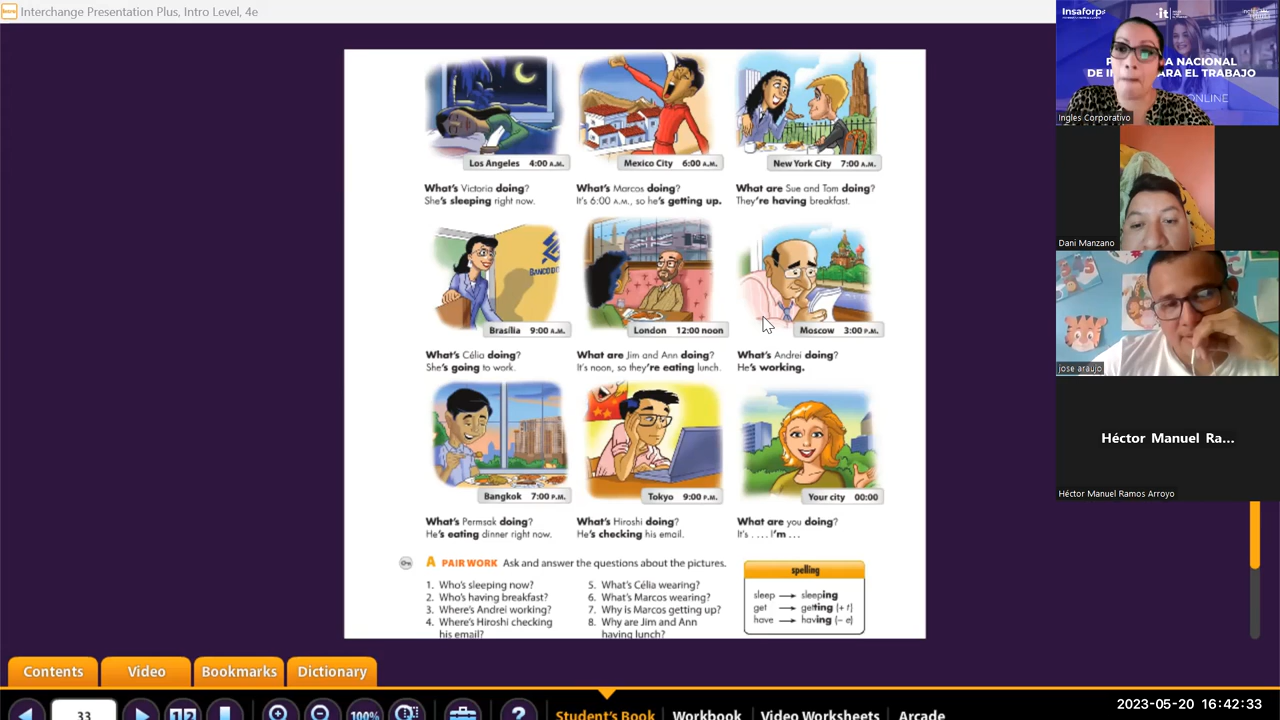 Interchange Presentation Plus, Intro Level, 4e
Los Angeles 4:00 A.M.
Mexico City 6:00 A.M.
New York City 7:00 A.M.
What's Victoria doing?
She's sleeping right now.
What's Marcos doing?
It's 6:00 A.M., so he's getting up.
What are Sue and Tom doing?
They're having breakfast.
Brasília 9:00 A.M.
London 12:00 noon
Moscow 3:00 P.M.
What's Célia doing?
She's going to work.
What are Jim and Ann doing?
It's noon, so they're eating lunch.
What's Andrei doing?
He's working.
Bangkok 7:00 P.M.
Tokyo 9:00 P.M.
Your city 00:00
What's Permsak doing?
He's eating dinner right now.
What's Hiroshi doing?
He's checking his email.
What are you doing?
It's . . . . I'm . . .
A PAIR WORK Ask and answer the questions about the pictures.
1. Who's sleeping now?
2. Who's having breakfast?
3. Where's Andrei working?
4. Where's Hiroshi checking
his email?
5. What's Célia wearing?
6. What's Marcos wearing?
7. Why is Marcos getting up?
8. Why are Jim and Ann
having lunch?
spelling
sleep → sleeping
get → getting (+ t)
have → having (– e)
Contents
Video
Bookmarks
Dictionary
33
100%
Student's Book
Workbook
Video Worksheets
Arcade
Insaforp
NACIONAL
ARA EL TRABAJO
ONLINE
Ingles Corporativo
Dani Manzano
jose araujo
Héctor Manuel Ra...
Héctor Manuel Ramos Arroyo
2023-05-20 16:42:33